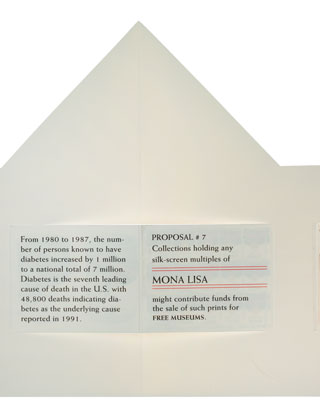 From 1980 to 1987, the num-
ber of persons known to have
diabetes increased by 1 million
to a national total of 7 million.
Diabetes is the seventh leading
cause of death in the U.S. with
48,800 deaths indicating dia-
betes as the underlying cause
reported in 1991.
PROPOSAL # 7
Collections holding any
silk-screen multiples of
MONA LISA
might contribute funds from
the sale of such prints for
FREE MUSEUMS.